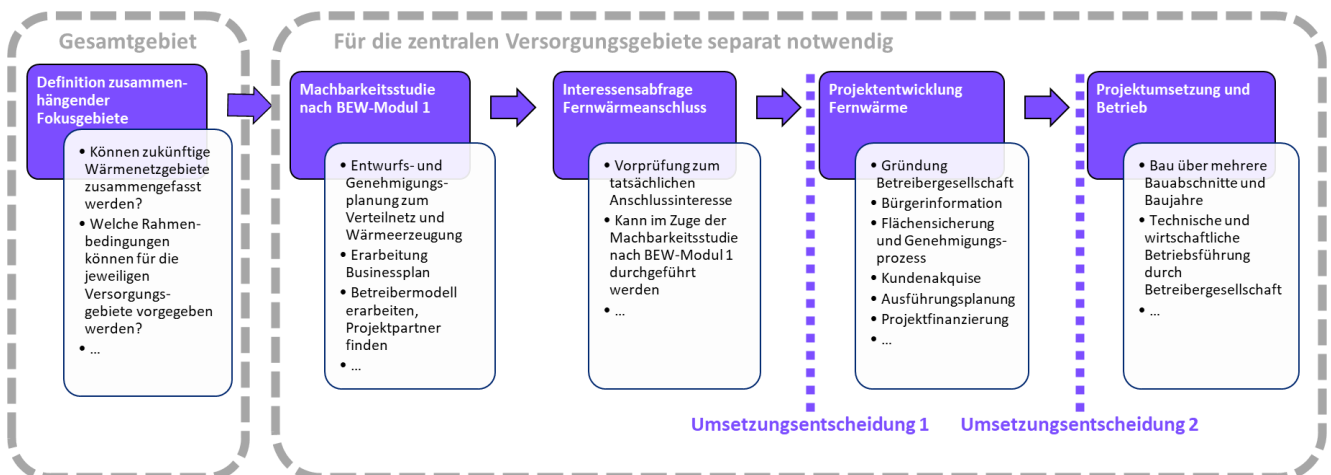 Gesamtgebiet
Definition zusammen-
hängender
Fokusgebiete
• Können zukünftige
Wärmenetzgebiete
zusammengefasst
werden?
• Welche Rahmen-
bedingungen
können für die
jeweiligen
Versorgungs-
gebiete vorgegeben
werden?
• ...
Für die zentralen Versorgungsgebiete separat notwendig
Machbarkeitsstudie
nach BEW-Modul 1
• Entwurfs- und
Genehmigungs-
planung zum
Verteilnetz und
Wärmeerzeugung
• Erarbeitung
Businessplan
• Betreibermodell
erarbeiten,
Projektpartner
finden
• ...
Interessensabfrage
Fernwärmeanschluss
• Vorprüfung zum
tatsächlichen
Anschlussinteresse
• Kann im Zuge der
Machbarkeitsstudie
nach BEW-Modul 1
durchgeführt
werden
• ...
Projektentwicklung
Fernwärme
• Gründung
Betreibergesellschaft
• Bürgerinformation
• Flächensicherung
und Genehmigungs-
prozess
• Kundenakquise
• Ausführungsplanung
• Projektfinanzierung
• ...
Projektumsetzung und
Betrieb
• Bau über mehrere
Bauabschnitte und
Baujahre
• Technische und
wirtschaftliche
Betriebsführung
durch
Betreibergesellschaft
• ...
Umsetzungsentscheidung 1
Umsetzungsentscheidung 2